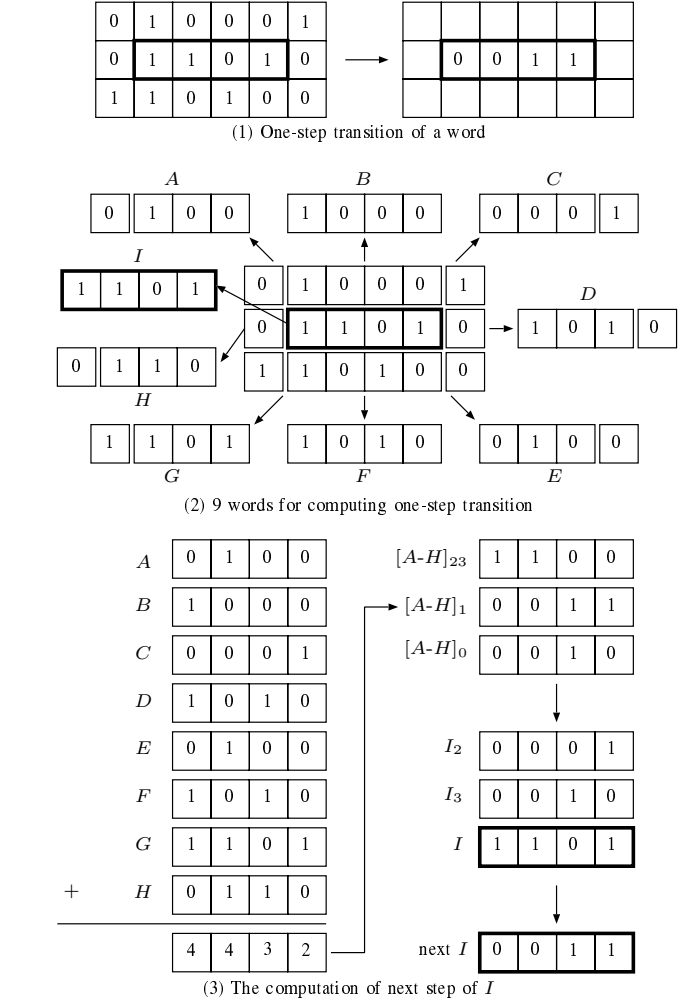 0 1 0 0 0 1
0 1 1 0 1 0 0 0 1 1
1 1 0 1 0 0
(1) One-step transition of a word
A B C
0 1 0 0 1 0 0 0 0 0 0 1
I
0 1 0 0 0 1
1 1 0 1
D
0 1 1 0 1 0 1 0 1 0
0 1 1 0
1 1 0 1 0 0
H
1 1 0 1 1 0 1 0 0 1 0 0
G F E
(2) 9 words for computing one-step transition
A 0 1 0 0 [A-H]23 1 1 0 0
B 1 0 0 0 [A-H]1 0 0 1 1
C 0 0 0 1 [A-H]0 0 0 1 0
D 1 0 1 0
E 0 1 0 0 I2 0 0 0 1
F 1 0 1 0 I3 0 0 1 0
G 1 1 0 1 I 1 1 0 1
+ H 0 1 1 0
4 4 3 2 next I 0 0 1 1
(3) The computation of next step of I